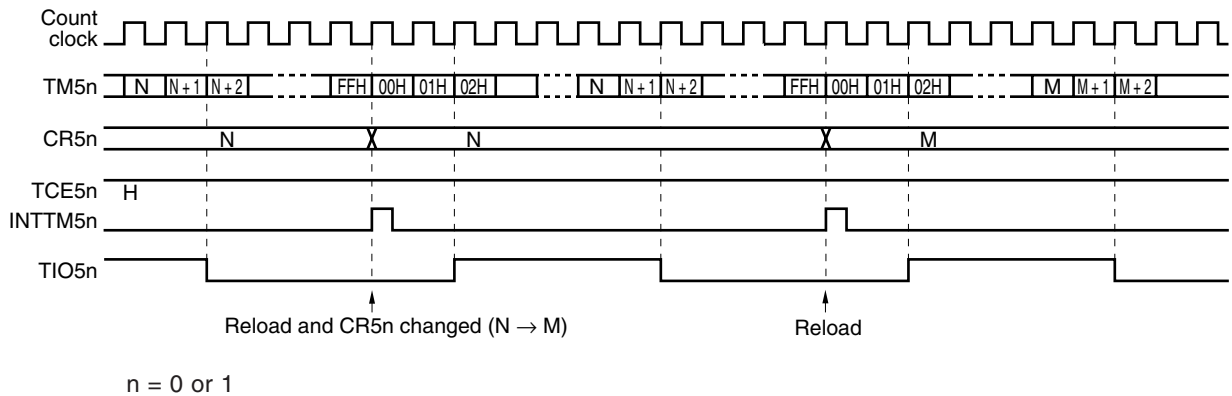 Count
clock
TM5n N N + 1 N + 2 FFH 00H 01H 02H N N + 1 N + 2 FFH 00H 01H 02H M M + 1 M + 2
CR5n N N M
TCE5n H
INTTM5n
TIO5n
Reload and CR5n changed (N → M) Reload
n = 0 or 1